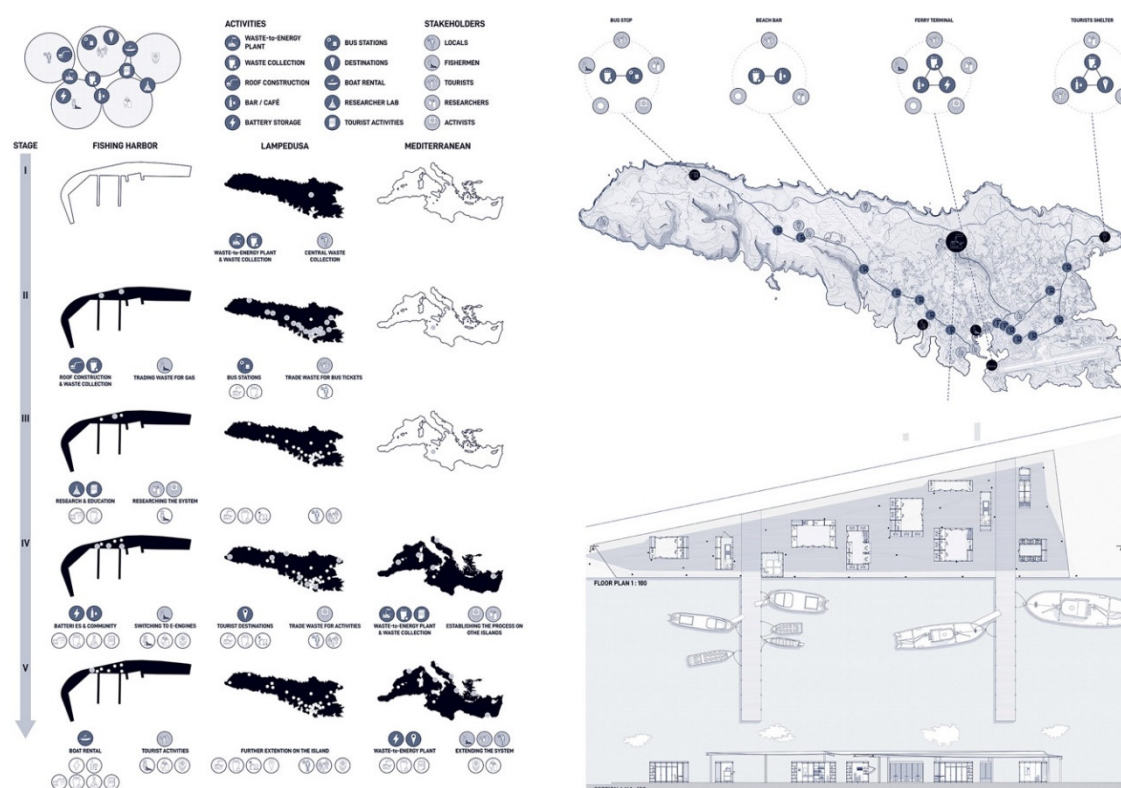 ACTIVITIES
WASTE-to-ENERGY
PLANT
WASTE COLLECTION
ROOF CONSTRUCTION
BAR / CAFÉ
BATTERY STORAGE
BUS STATIONS
DESTINATIONS
BOAT RENTAL
RESEARCHER LAB
TOURIST ACTIVITIES
STAKEHOLDERS
LOCALS
FISHERMEN
TOURISTS
RESEARCHERS
ACTIVISTS
STAGE
FISHING HARBOR
LAMPEDUSA
MEDITERRANEAN
I
WASTE-to-ENERGY PLANT
& WASTE COLLECTION
CENTRAL WASTE
COLLECTION
II
ROOF CONSTRUCTION
& WASTE COLLECTION
TRADING WASTE FOR GAS
BUS STATIONS
TRADE WASTE FOR BUS TICKETS
III
RESEARCH & EDUCATION
RESEARCHING THE SYSTEM
IV
BATTERI ES & COMMUNITY
SWITCHING TO E-ENGINES
TOURIST DESTINATIONS
TRADE WASTE FOR ACTIVITIES
WASTE-to-ENERGY PLANT
& WASTE COLLECTION
ESTABLISHING THE PROCESS ON
OTHE ISLANDS
V
BOAT RENTAL
TOURIST ACTIVITIES
FURTHER EXTENTION ON THE ISLAND
WASTE-to-ENERGY PLANT
EXTENDING THE SYSTEM
BUS STOP
BEACH BAR
FERRY TERMINAL
TOURISTS SHELTER
FLOOR PLAN 1 : 100